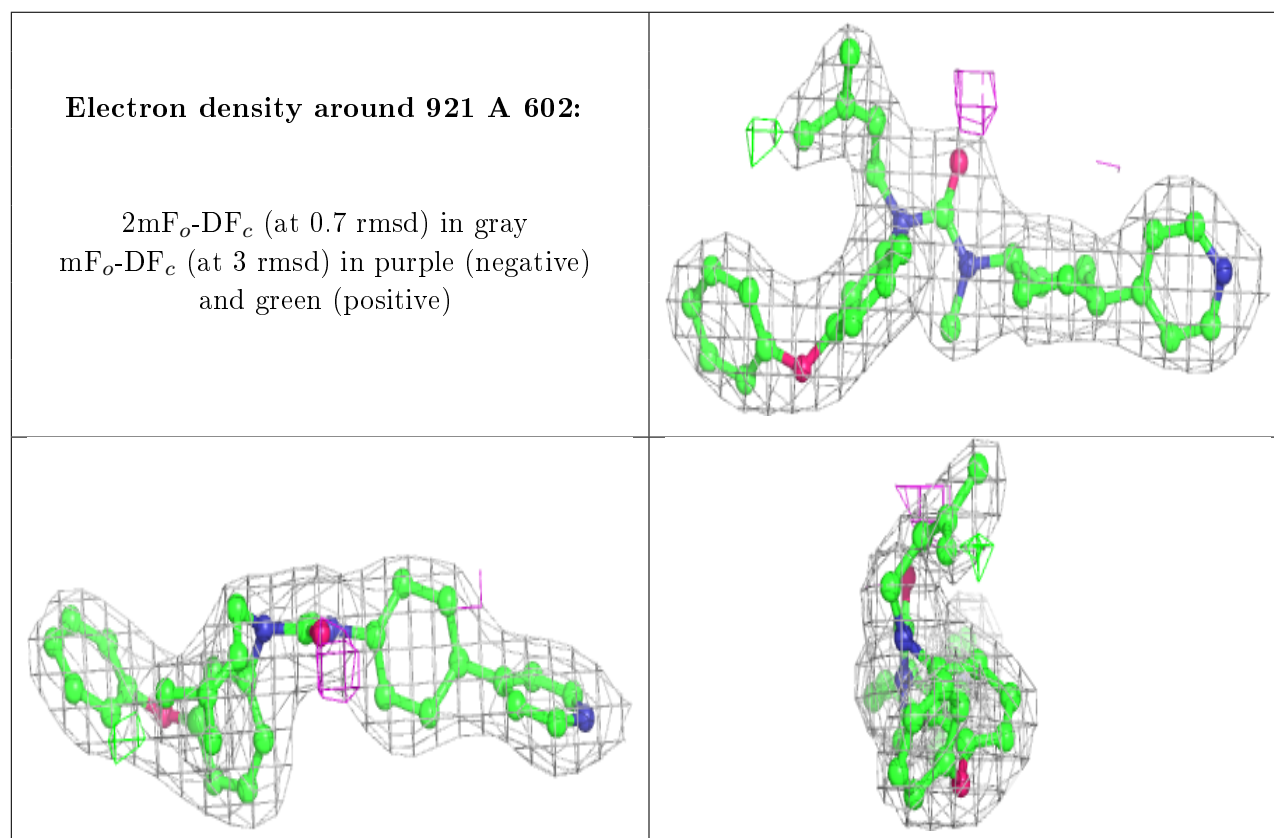 Electron density around 921 A 602:
2mFₒ-DF𝒸 (at 0.7 rmsd) in gray
mFₒ-DF𝒸 (at 3 rmsd) in purple (negative)
and green (positive)